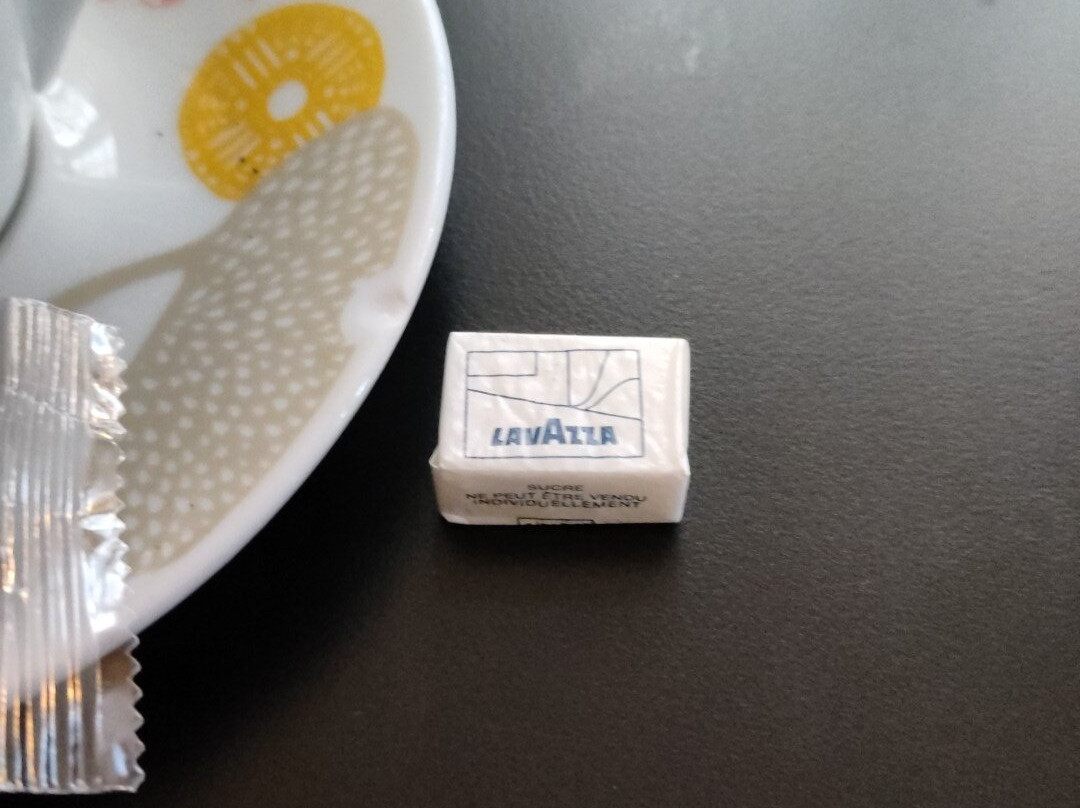 LAVAZZA
SUCRE
NE PEUT ÊTRE VENDU
INDIVIDUELLEMENT